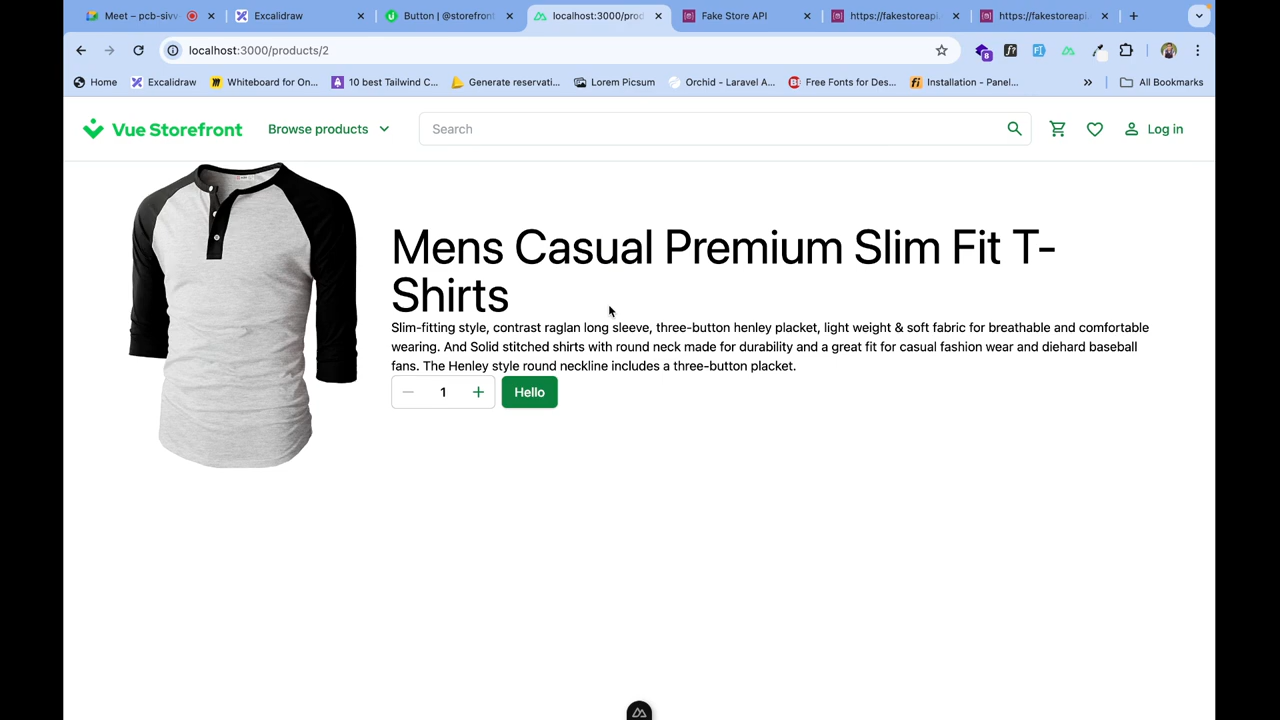 Meet – pcb-sivv
Excalidraw
Button | @storefront
localhost:3000/prod
Fake Store API
https://fakestoreapi.
https://fakestoreapi.
localhost:3000/products/2
8
Home
Excalidraw
Whiteboard for On...
10 best Tailwind C...
Generate reservati...
Lorem Picsum
Orchid - Laravel A...
Free Fonts for Des...
Installation - Panel...
»
All Bookmarks
Vue Storefront
Browse products
Search
Log in
Mens Casual Premium Slim Fit T-
Shirts
Slim-fitting style, contrast raglan long sleeve, three-button henley placket, light weight & soft fabric for breathable and comfortable
wearing. And Solid stitched shirts with round neck made for durability and a great fit for casual fashion wear and diehard baseball
fans. The Henley style round neckline includes a three-button placket.
1
Hello